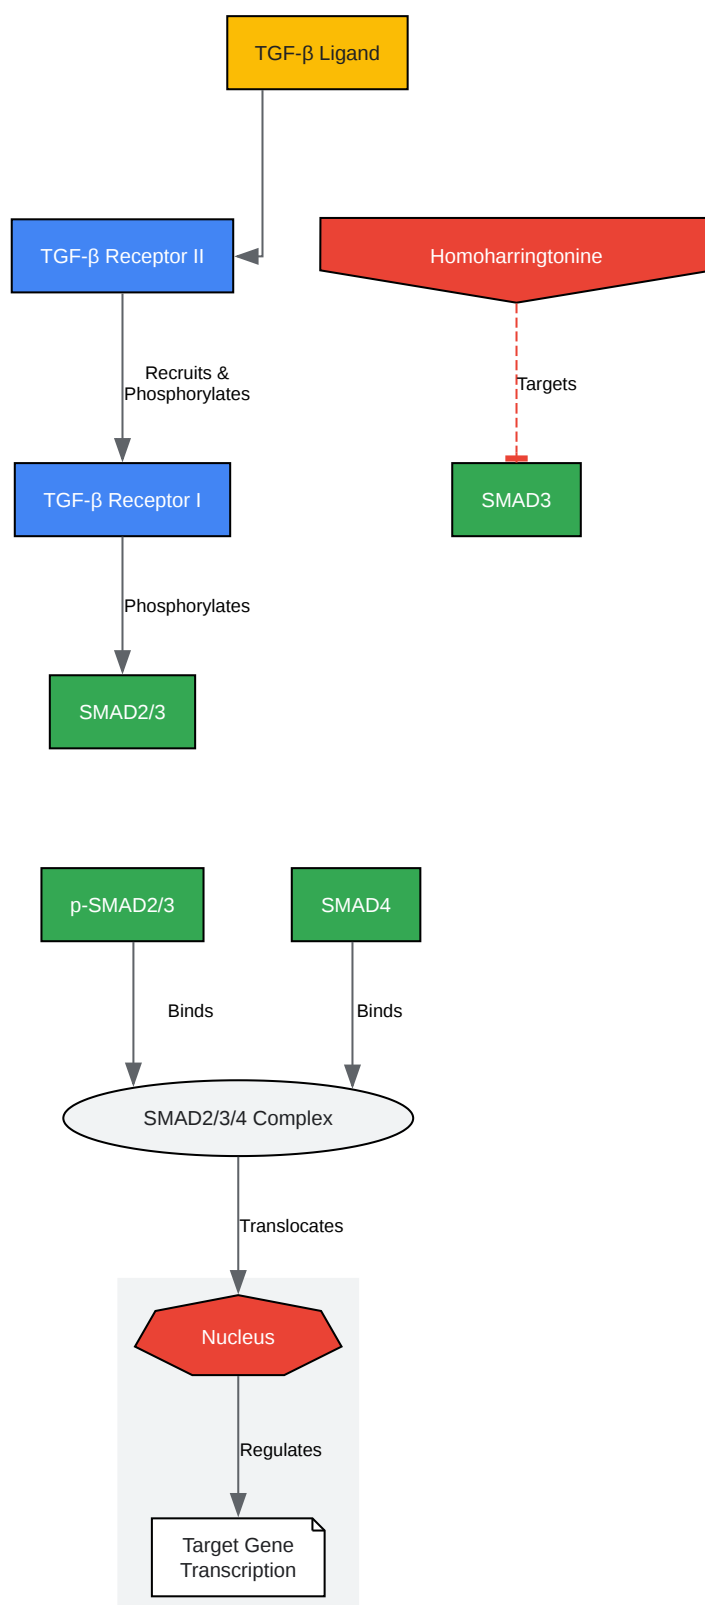 TGF-β Ligand
TGF-β Receptor II
Homoharringtonine
Recruits &
Phosphorylates
Targets
TGF-β Receptor I
SMAD3
Phosphorylates
SMAD2/3
p-SMAD2/3
SMAD4
Binds
Binds
SMAD2/3/4 Complex
Translocates
Nucleus
Regulates
Target Gene
Transcription